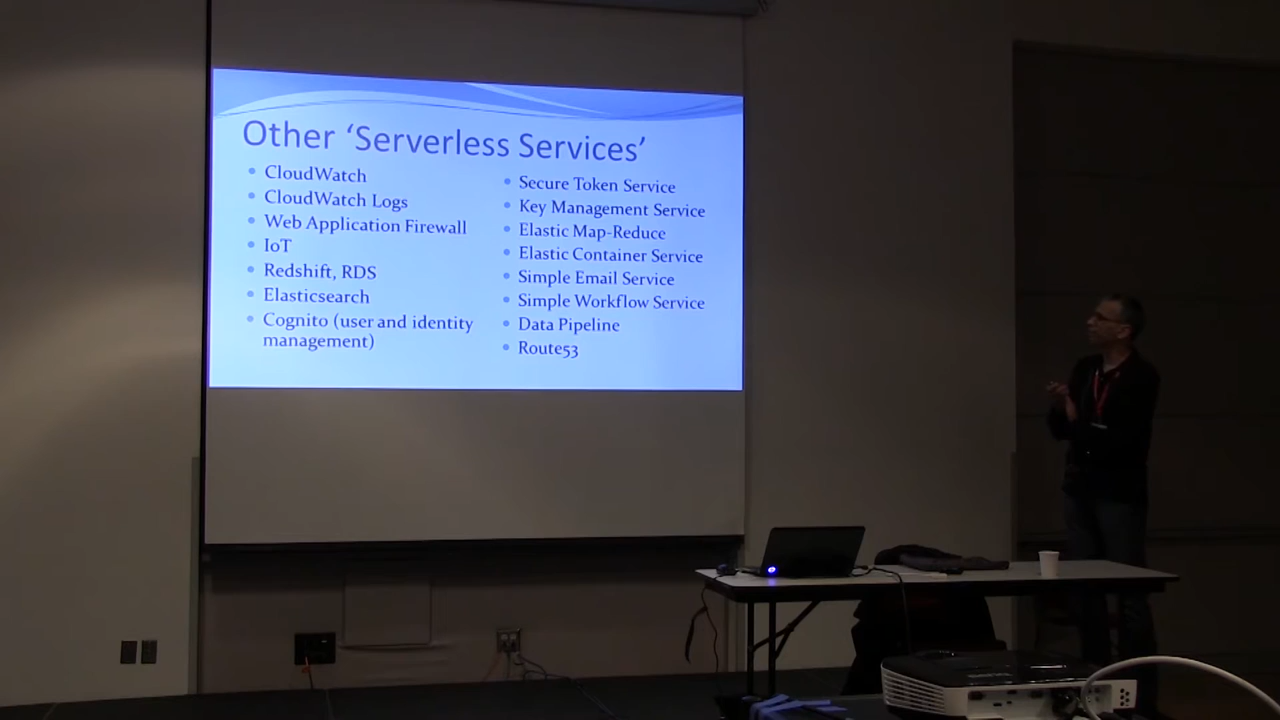 Other ‘Serverless Services’
• CloudWatch
• CloudWatch Logs
• Web Application Firewall
• IoT
• Redshift, RDS
• Elasticsearch
• Cognito (user and identity
management)
• Secure Token Service
• Key Management Service
• Elastic Map-Reduce
• Elastic Container Service
• Simple Email Service
• Simple Workflow Service
• Data Pipeline
• Route53